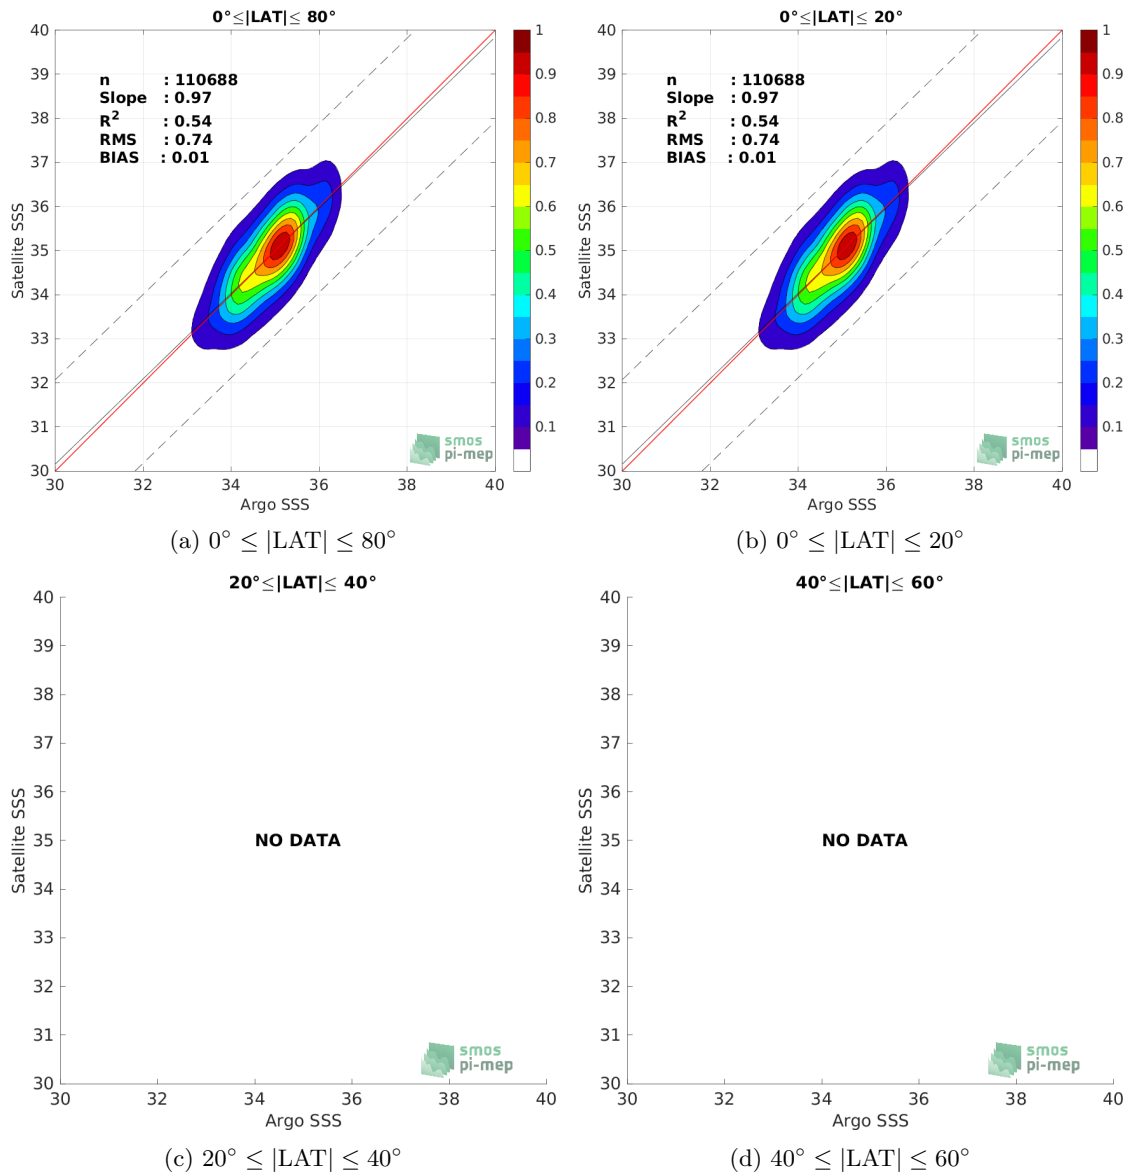 0°≤|LAT|≤ 80°
40
39
38
37
36
35
34
33
32
31
30
30
32
34
36
38
40
Satellite SSS
Argo SSS
n : 110688
Slope : 0.97
R² : 0.54
RMS : 0.74
BIAS : 0.01
1
0.9
0.8
0.7
0.6
0.5
0.4
0.3
0.2
0.1
smos
pi-mep
(a) 0° ≤ |LAT| ≤ 80°
0°≤|LAT|≤ 20°
40
39
38
37
36
35
34
33
32
31
30
30
32
34
36
38
40
Satellite SSS
Argo SSS
n : 110688
Slope : 0.97
R² : 0.54
RMS : 0.74
BIAS : 0.01
1
0.9
0.8
0.7
0.6
0.5
0.4
0.3
0.2
0.1
smos
pi-mep
(b) 0° ≤ |LAT| ≤ 20°
20°≤|LAT|≤ 40°
40
39
38
37
36
35
34
33
32
31
30
30
32
34
36
38
40
Satellite SSS
Argo SSS
NO DATA
smos
pi-mep
(c) 20° ≤ |LAT| ≤ 40°
40°≤|LAT|≤ 60°
40
39
38
37
36
35
34
33
32
31
30
30
32
34
36
38
40
Satellite SSS
Argo SSS
NO DATA
smos
pi-mep
(d) 40° ≤ |LAT| ≤ 60°